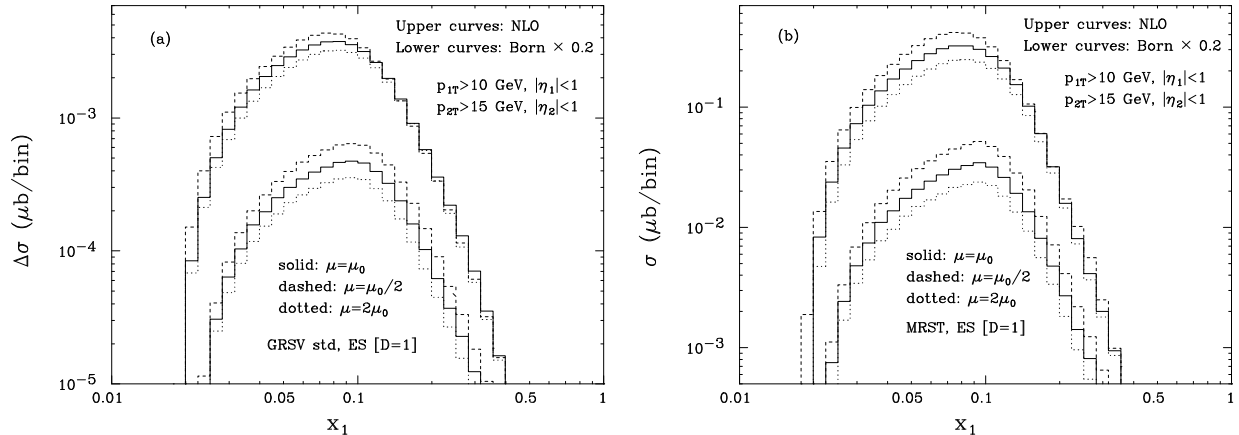 (a)
Upper curves: NLO
Lower curves: Born × 0.2
p₁T>10 GeV, |η₁|<1
p₂T>15 GeV, |η₂|<1
10⁻³
10⁻⁴
10⁻⁵
Δσ (μb/bin)
solid: μ=μ₀
dashed: μ=μ₀/2
dotted: μ=2μ₀
GRSV std, ES [D=1]
0.01 0.05 0.1 0.5 1
x₁
(b)
Upper curves: NLO
Lower curves: Born × 0.2
p₁T>10 GeV, |η₁|<1
p₂T>15 GeV, |η₂|<1
10⁻¹
10⁻²
10⁻³
σ (μb/bin)
solid: μ=μ₀
dashed: μ=μ₀/2
dotted: μ=2μ₀
MRST, ES [D=1]
0.01 0.05 0.1 0.5 1
x₁